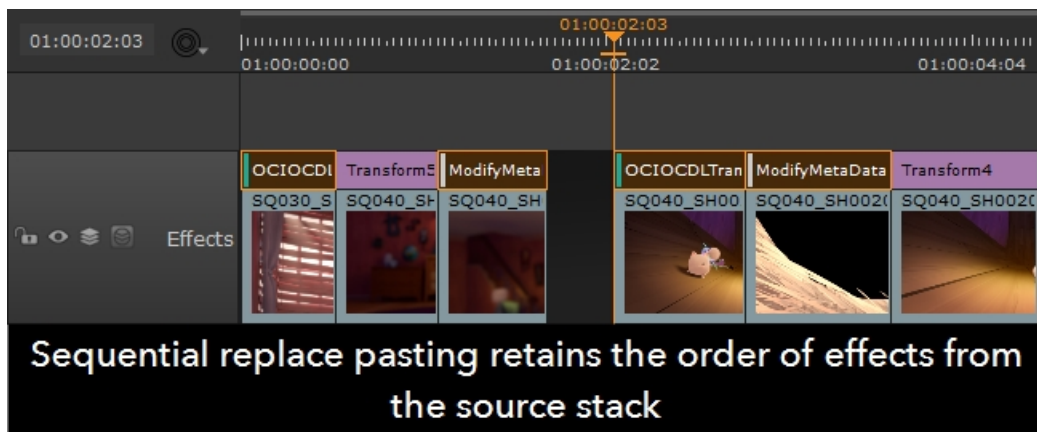 01:00:02:03
01:00:02:03
01:00:00:00 01:00:02:02 01:00:04:04
OCIOCDL Transform5 ModifyMeta OCIOCDLTran ModifyMetaData Transform4
SQ030_S SQ040_SH SQ040_SH SQ040_SH00 SQ040_SH002( SQ040_SH0020
Effects
Sequential replace pasting retains the order of effects from
the source stack